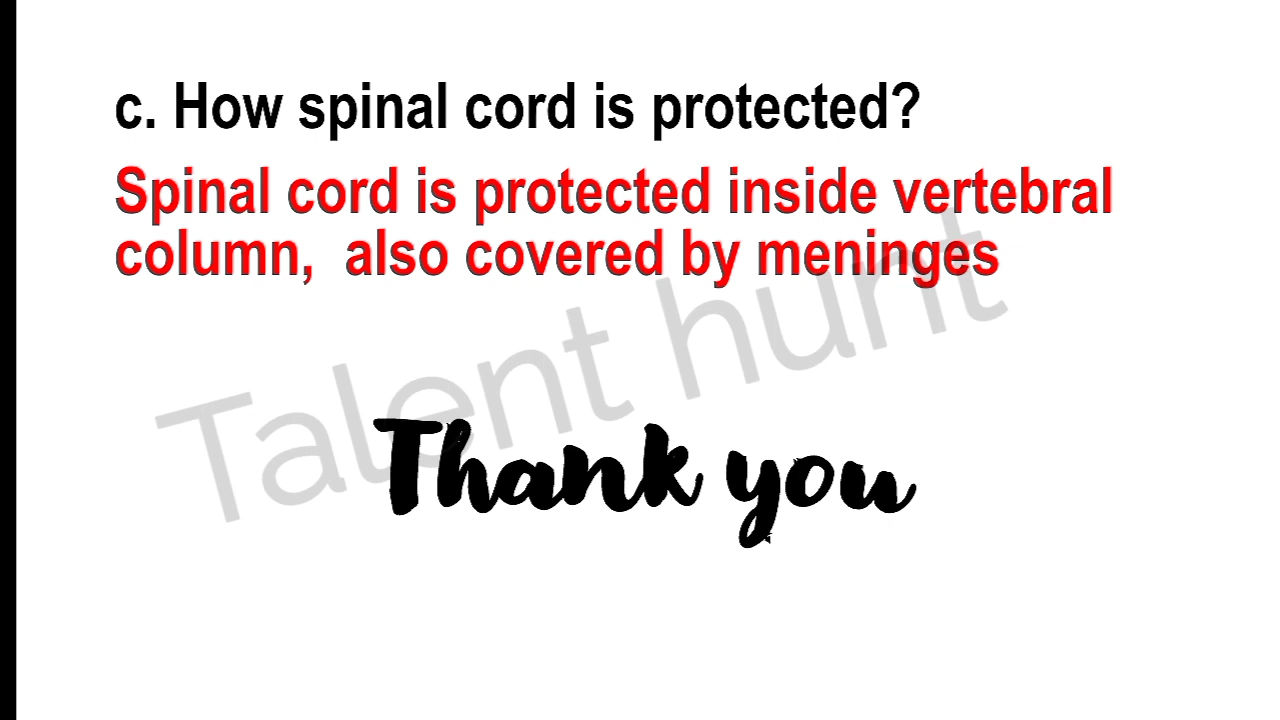 c. How spinal cord is protected?
Spinal cord is protected inside vertebral
column,  also covered by meninges
Talent hunt
Thank you